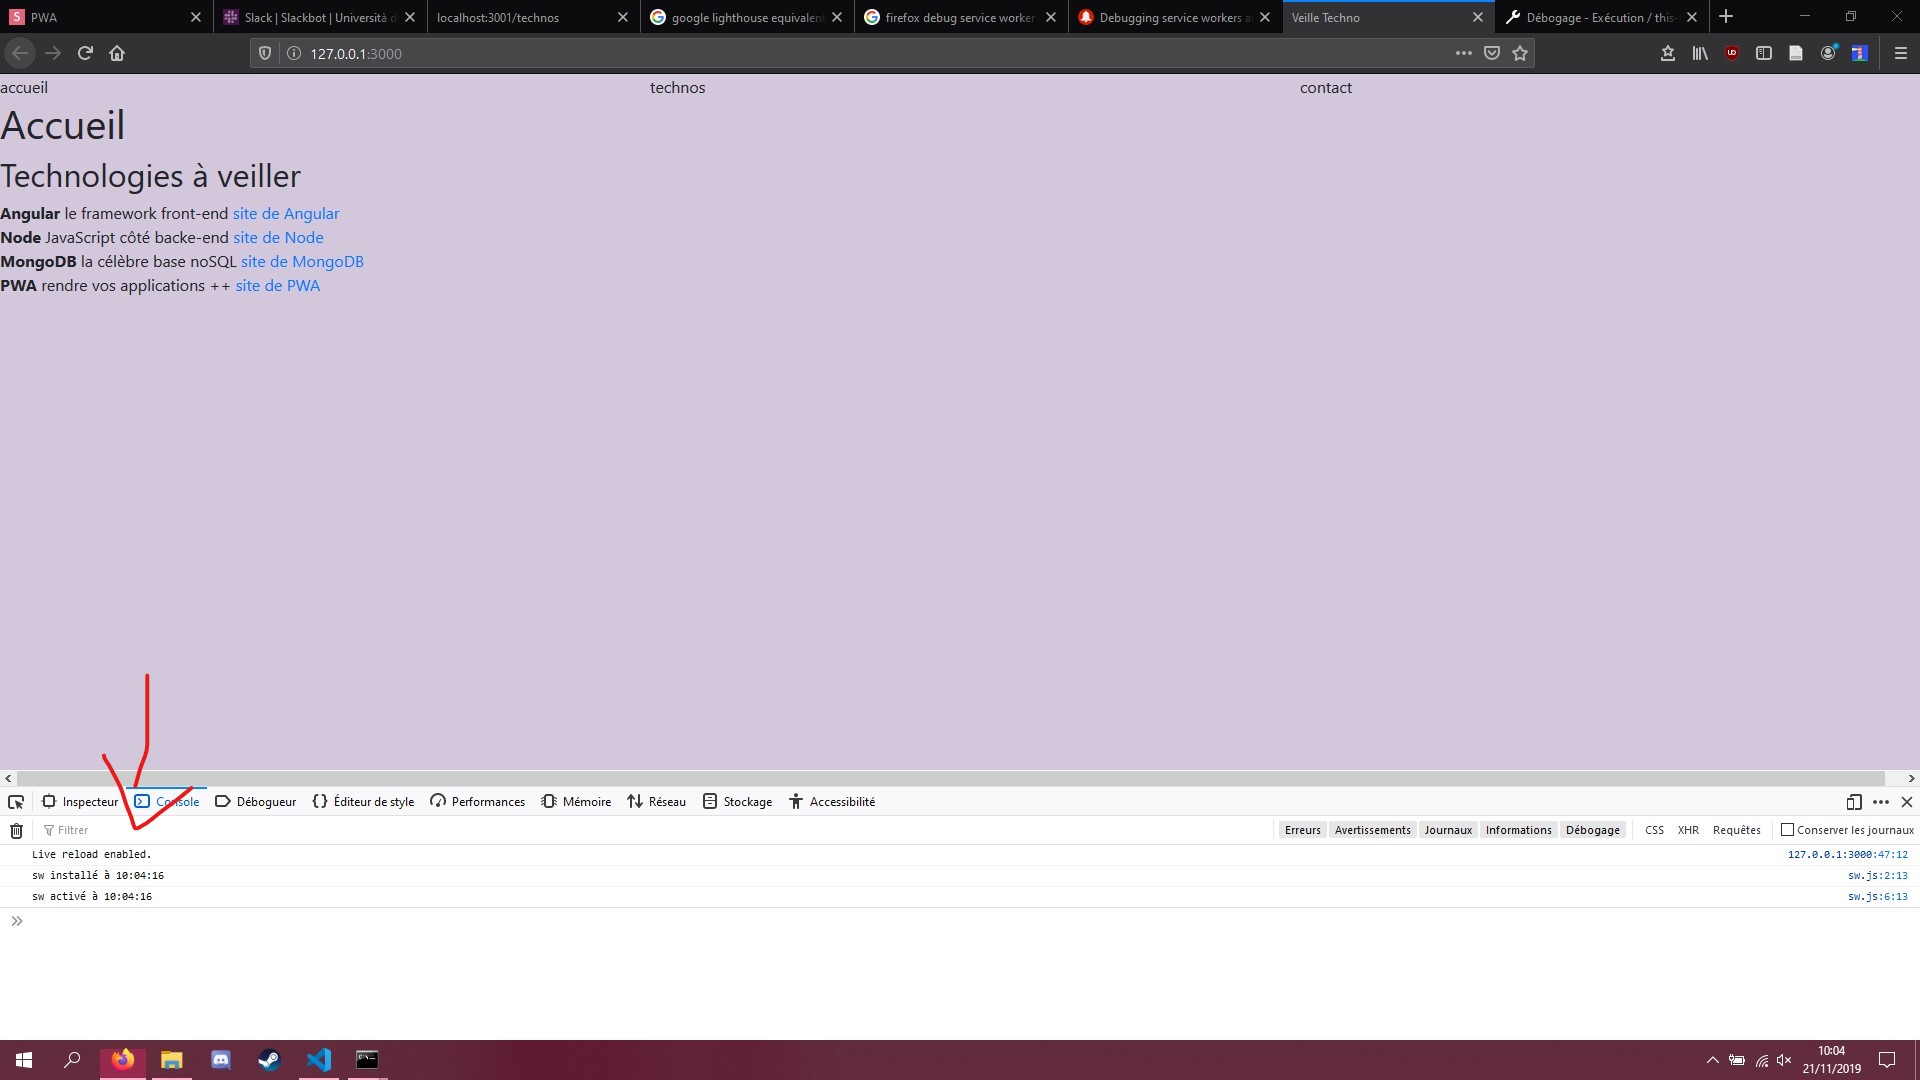 PWA
Slack | Slackbot | Università d
localhost:3001/technos
google lighthouse equivalent
firefox debug service worker
Debugging service workers a
Veille Techno
Débogage - Exécution / this-
127.0.0.1:3000
accueil technos contact
Accueil
Technologies à veiller
Angular le framework front-end site de Angular
Node JavaScript côté backe-end site de Node
MongoDB la célèbre base noSQL site de MongoDB
PWA rendre vos applications ++ site de PWA
Inspecteur Console Débogueur Éditeur de style Performances Mémoire Réseau Stockage Accessibilité
Filtrer Erreurs Avertissements Journaux Informations Débogage CSS XHR Requêtes Conserver les journaux
Live reload enabled. 127.0.0.1:3000:47:12
sw installé à 10:04:16 sw.js:2:13
sw activé à 10:04:16 sw.js:6:13
10:04
21/11/2019